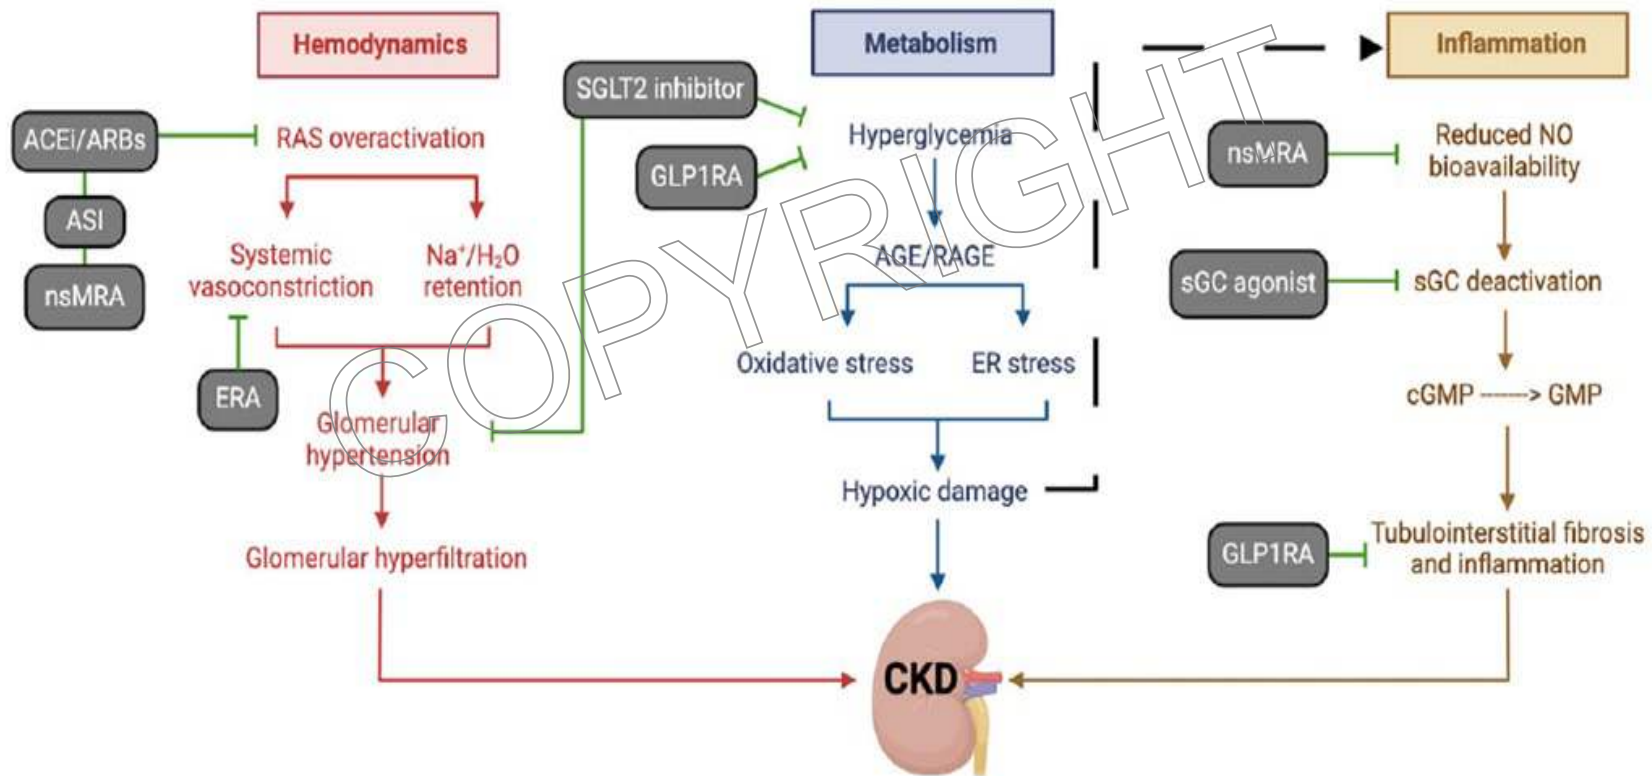 Hemodynamics
Metabolism
Inflammation
SGLT2 inhibitor
ACEi/ARBs
RAS overactivation
Hyperglycemia
nsMRA
Reduced NO
bioavailability
GLP1RA
ASI
Systemic
vasoconstriction
Na⁺/H₂O
retention
AGE/RAGE
nsMRA
sGC agonist
sGC deactivation
Oxidative stress
ER stress
ERA
cGMP ------> GMP
Glomerular
hypertension
Hypoxic damage
Glomerular hyperfiltration
GLP1RA
Tubulointerstitial fibrosis
and inflammation
CKD
COPYRIGHT